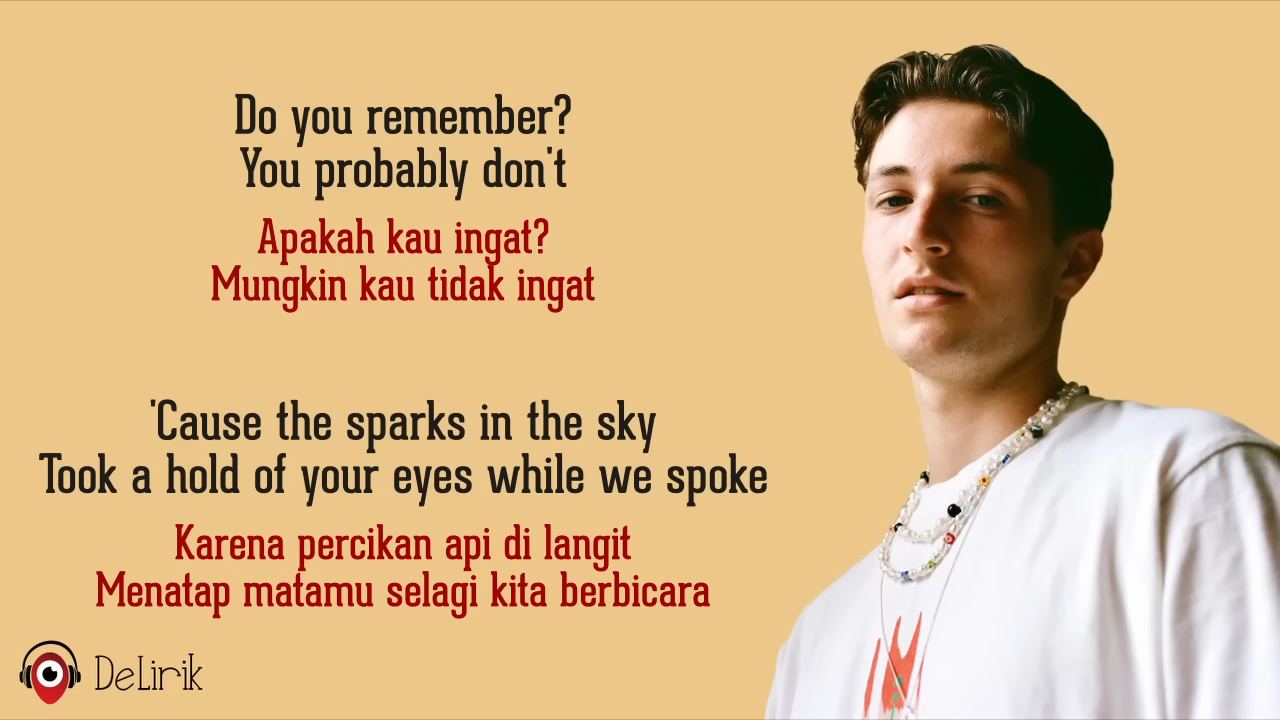 Do you remember?
You probably don't
Apakah kau ingat?
Mungkin kau tidak ingat
'Cause the sparks in the sky
Took a hold of your eyes while we spoke
Karena percikan api di langit
Menatap matamu selagi kita berbicara
DeLirik